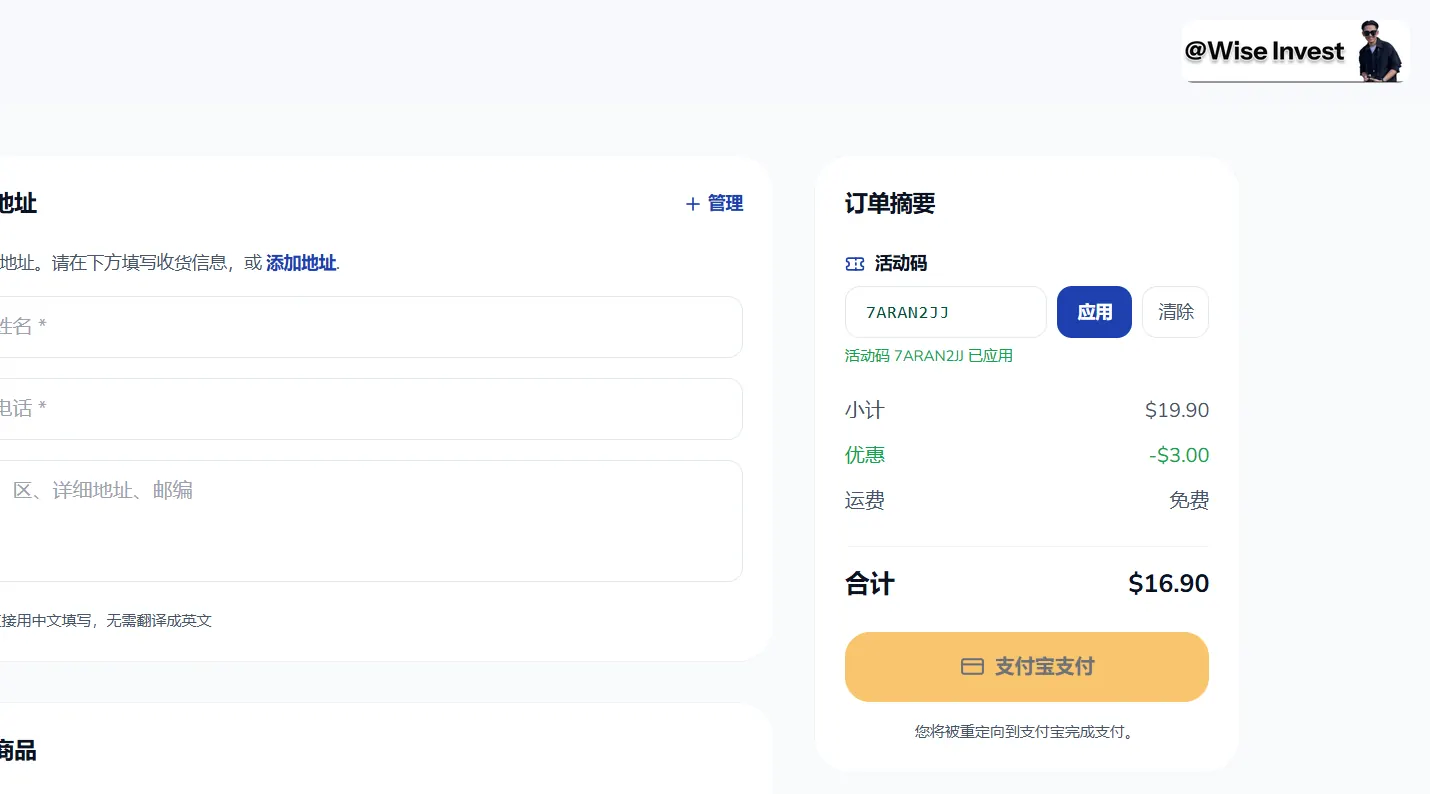 @Wise Invest
地址
+ 管理
地址。请在下方填写收货信息，或 添加地址.
姓名 *
电话 *
区、详细地址、邮编
接用中文填写，无需翻译成英文
商品
订单摘要
活动码
7ARAN2JJ
应用
清除
活动码 7ARAN2JJ 已应用
小计 $19.90
优惠 -$3.00
运费 免费
合计 $16.90
支付宝支付
您将被重定向到支付宝完成支付。